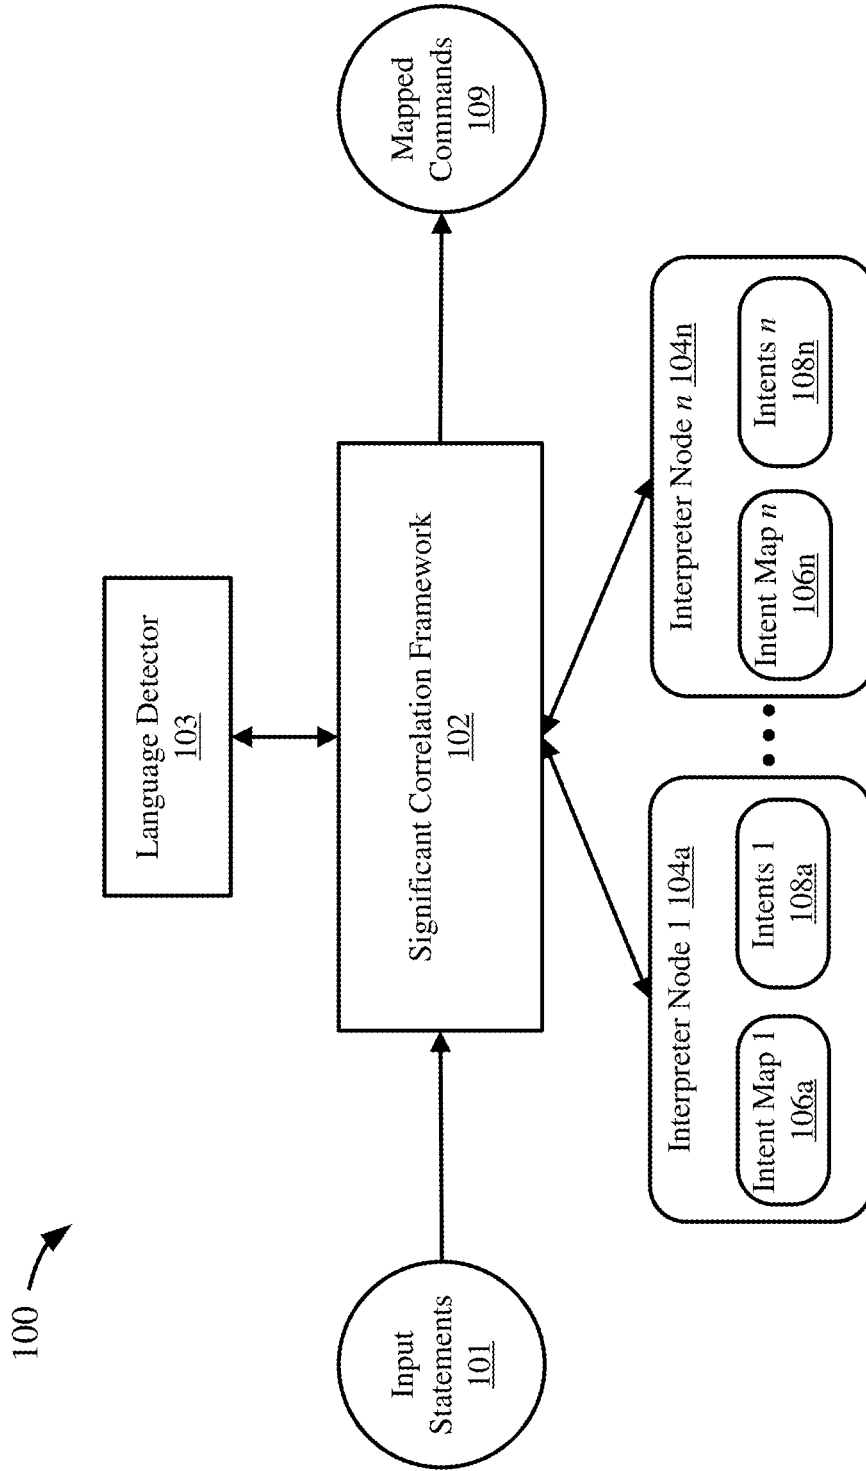 100
Language Detector
103
Input
Statements
101
Significant Correlation Framework
102
Mapped
Commands
109
Interpreter Node 1 104a
Intent Map 1
106a
Intents 1
108a
Interpreter Node n 104n
Intent Map n
106n
Intents n
108n